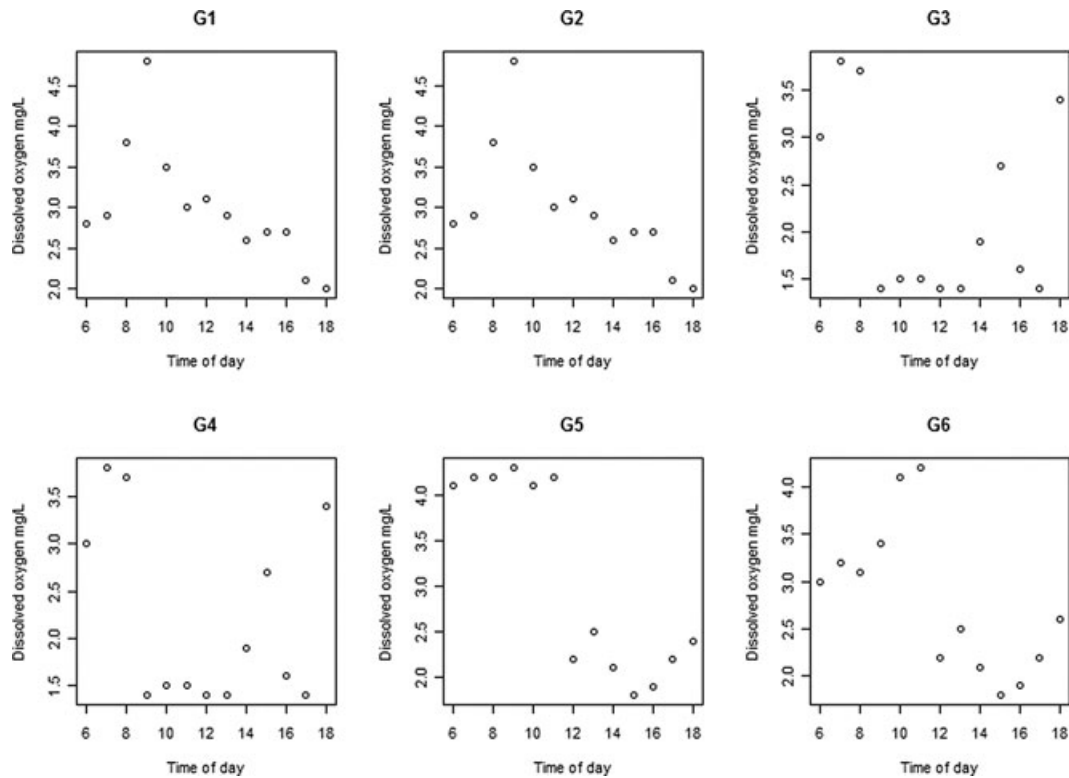 G1
Dissolved oxygen mg/L
2.0 2.5 3.0 3.5 4.0 4.5
6 8 10 12 14 16 18
Time of day
G2
Dissolved oxygen mg/L
2.0 2.5 3.0 3.5 4.0 4.5
6 8 10 12 14 16 18
Time of day
G3
Dissolved oxygen mg/L
1.5 2.0 2.5 3.0 3.5
6 8 10 12 14 16 18
Time of day
G4
Dissolved oxygen mg/L
1.5 2.0 2.5 3.0 3.5
6 8 10 12 14 16 18
Time of day
G5
Dissolved oxygen mg/L
2.0 2.5 3.0 3.5 4.0
6 8 10 12 14 16 18
Time of day
G6
Dissolved oxygen mg/L
2.0 2.5 3.0 3.5 4.0
6 8 10 12 14 16 18
Time of day